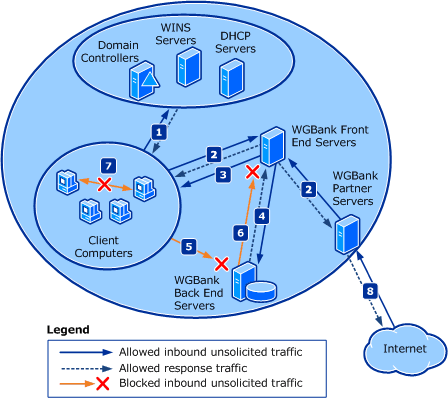 WINS
Servers
Domain
Controllers
DHCP
Servers
1
2
3
WGBank Front
End Servers
7
2
WGBank
Partner
Servers
Client
Computers
5
6
4
WGBank
Back End
Servers
8
Internet
Legend
Allowed inbound unsolicited traffic
Allowed response traffic
Blocked inbound unsolicited traffic